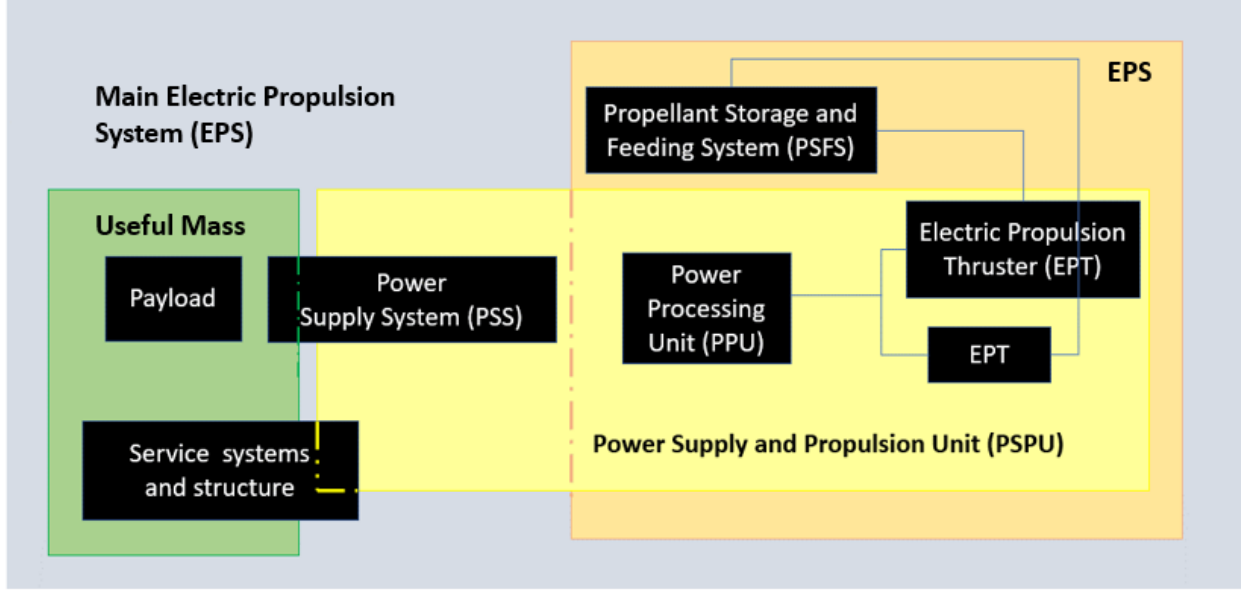 Main Electric Propulsion
System (EPS)
EPS
Propellant Storage and
Feeding System (PSFS)
Useful Mass
Payload
Power
Supply System (PSS)
Power
Processing
Unit (PPU)
Electric Propulsion
Thruster (EPT)
EPT
Service systems
and structure
Power Supply and Propulsion Unit (PSPU)